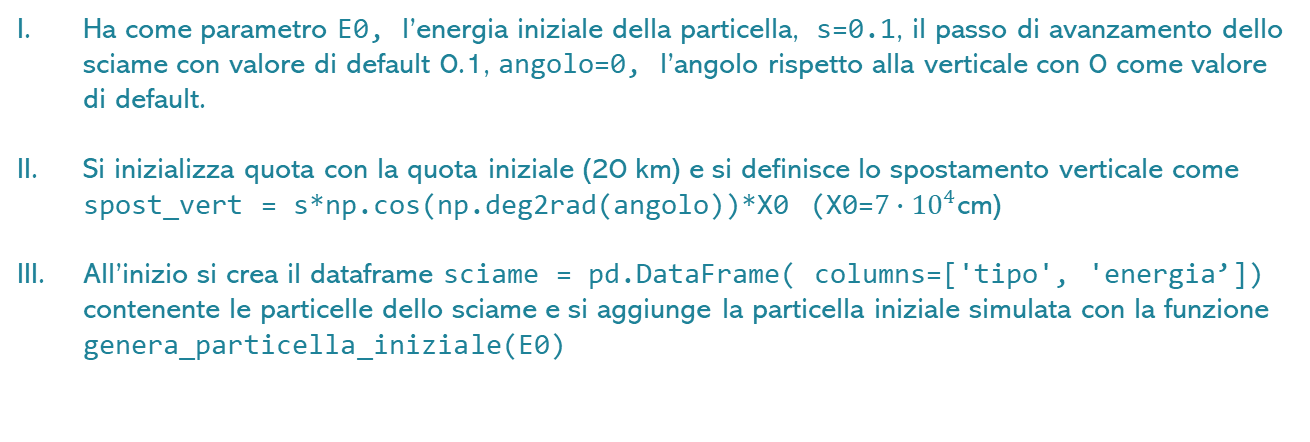 I. Ha come parametro E0, l'energia iniziale della particella, s=0.1, il passo di avanzamento dello
sciame con valore di default 0.1, angolo=0, l'angolo rispetto alla verticale con 0 come valore
di default.
II. Si inizializza quota con la quota iniziale (20 km) e si definisce lo spostamento verticale come
spost_vert = s*np.cos(np.deg2rad(angolo))*X0 (X0=7 · 10⁴cm)
III. All'inizio si crea il dataframe sciame = pd.DataFrame( columns=['tipo', 'energia’])
contenente le particelle dello sciame e si aggiunge la particella iniziale simulata con la funzione
genera_particella_iniziale(E0)